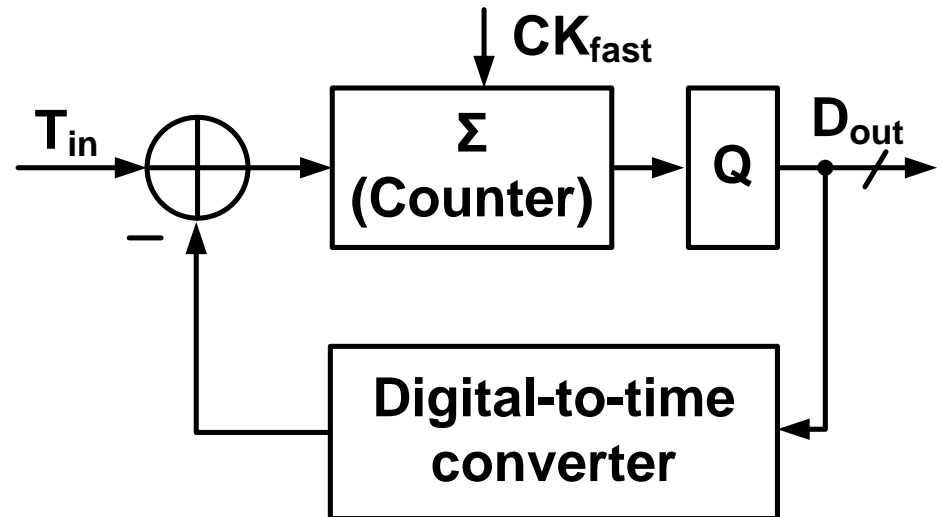 CKfast
Tin
Σ
(Counter)
Q
Dout
−
Digital-to-time
converter